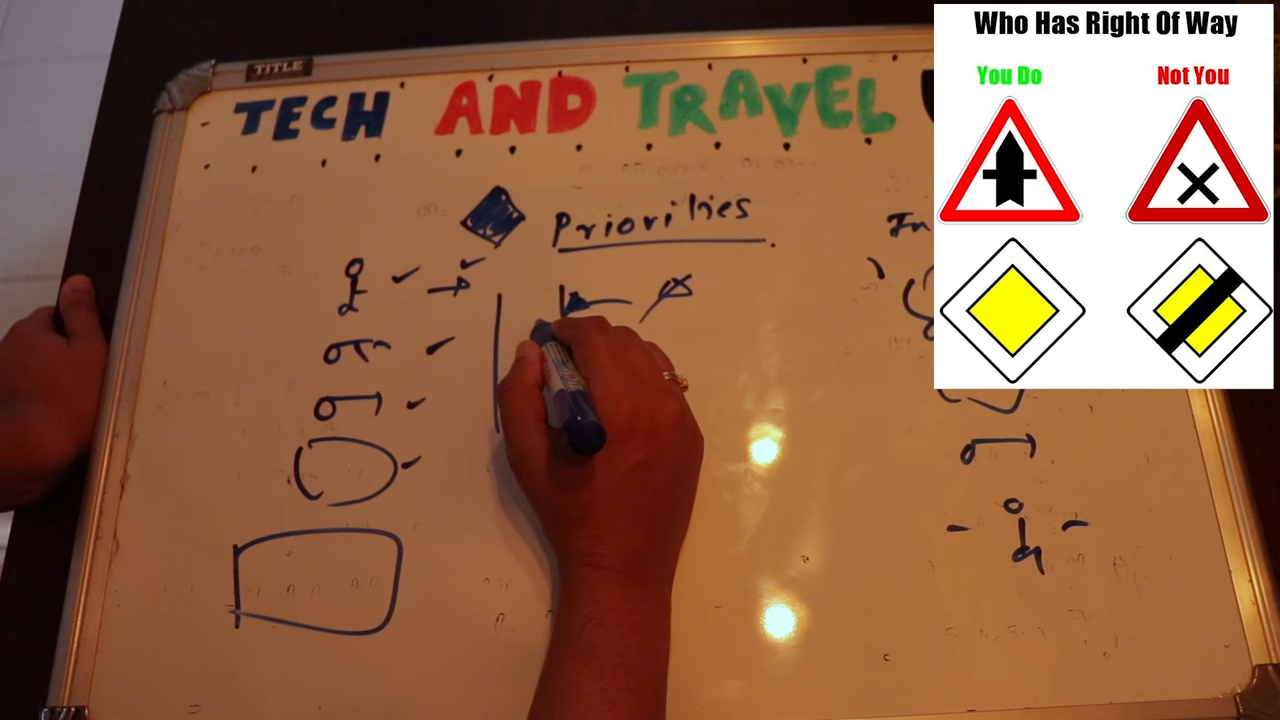 TITLE
TECH AND TRAVEL
Priorities
Who Has Right Of Way
You Do
Not You